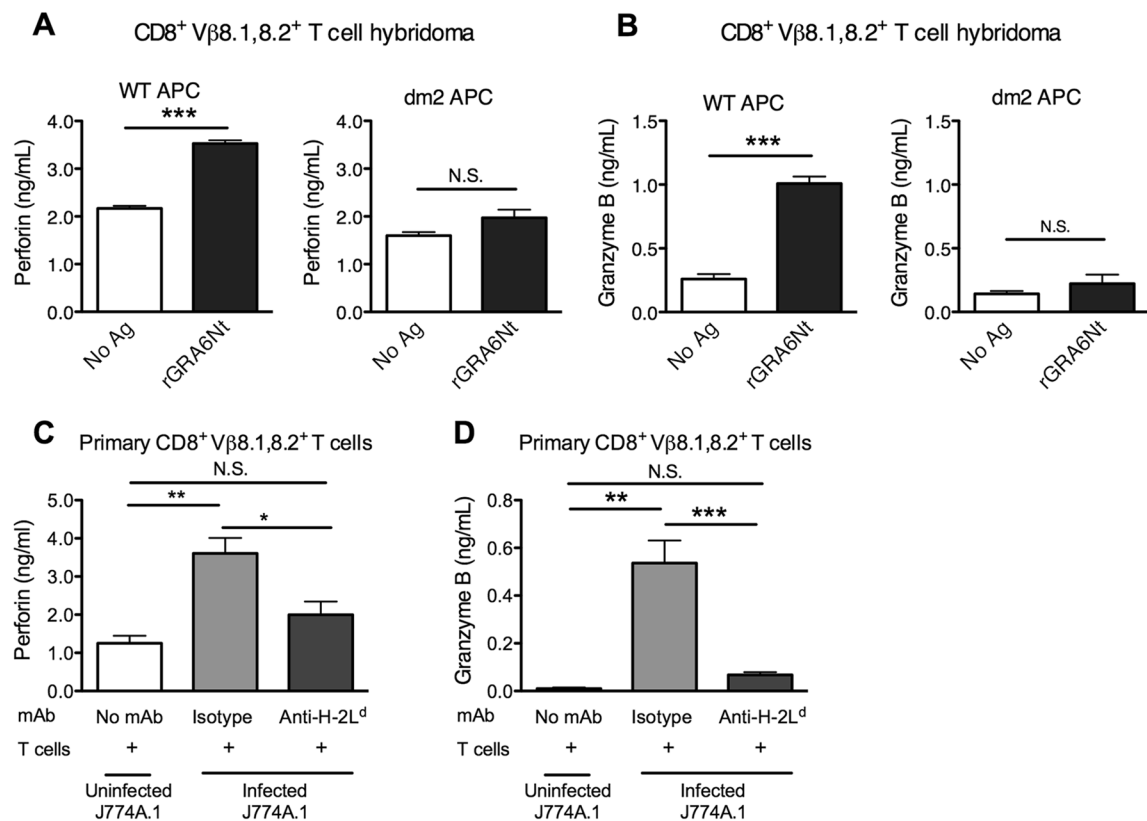 A
CD8+ Vβ8.1,8.2+ T cell hybridoma
WT APC
***
Perforin (ng/mL)
4.0
3.0
2.0
1.0
0.0
No Ag
rGRA6Nt
dm2 APC
N.S.
Perforin (ng/mL)
4.0
3.0
2.0
1.0
0.0
No Ag
rGRA6Nt
B
CD8+ Vβ8.1,8.2+ T cell hybridoma
WT APC
***
Granzyme B (ng/mL)
1.5
1.0
0.5
0.0
No Ag
rGRA6Nt
dm2 APC
N.S.
Granzyme B (ng/mL)
1.5
1.0
0.5
0.0
No Ag
rGRA6Nt
C
Primary CD8+ Vβ8.1,8.2+ T cells
N.S.
**
*
Perforin (ng/ml)
5.0
4.0
3.0
2.0
1.0
0.0
mAb No mAb Isotype Anti-H-2Ld
T cells + + +
Uninfected Infected
J774A.1 J774A.1
D
Primary CD8+ Vβ8.1,8.2+ T cells
N.S.
**
***
Granzyme B (ng/mL)
0.8
0.6
0.4
0.2
0.0
mAb No mAb Isotype Anti-H-2Ld
T cells + + +
Uninfected Infected
J774A.1 J774A.1